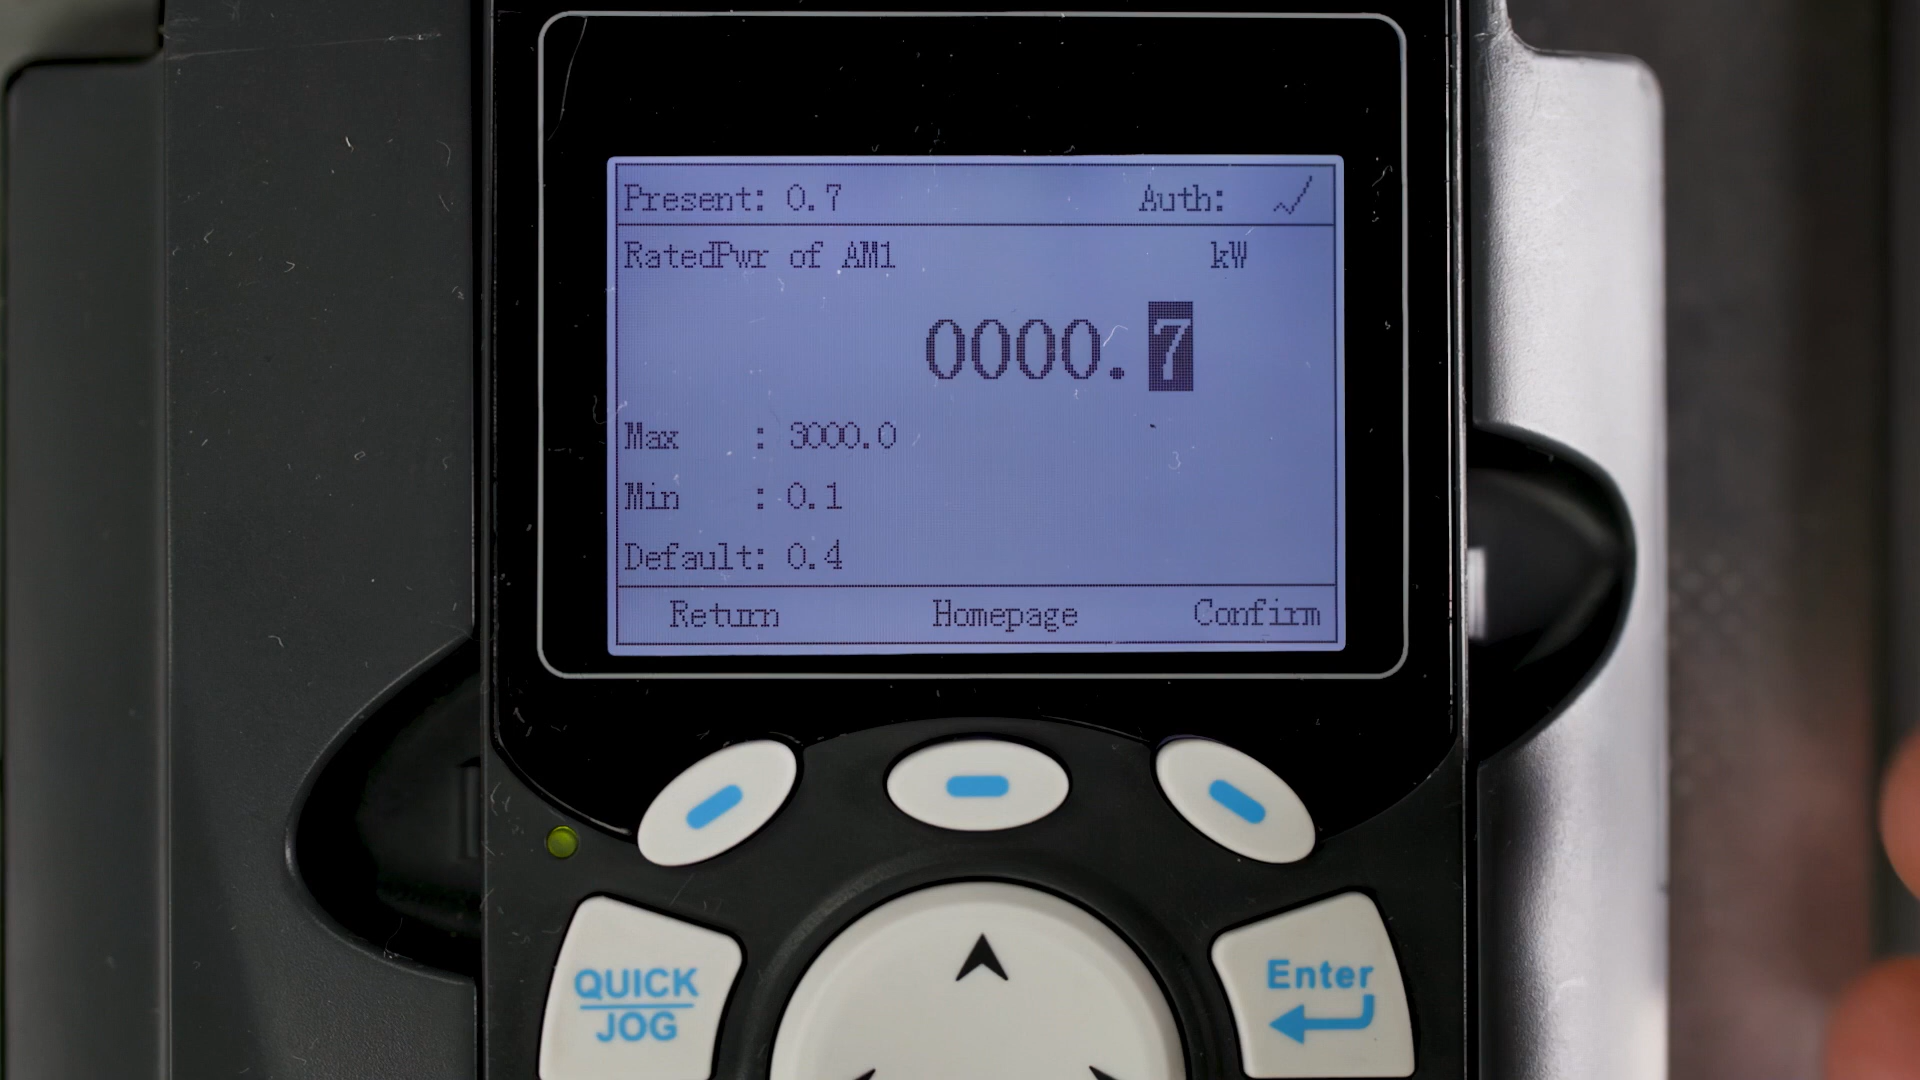 Present: 0.7 Auth: ✓
RatedPwr of AM1 kW
0000.7
Max : 3000.0
Min : 0.1
Default: 0.4
Return Homepage Confirm
QUICK
JOG
Enter